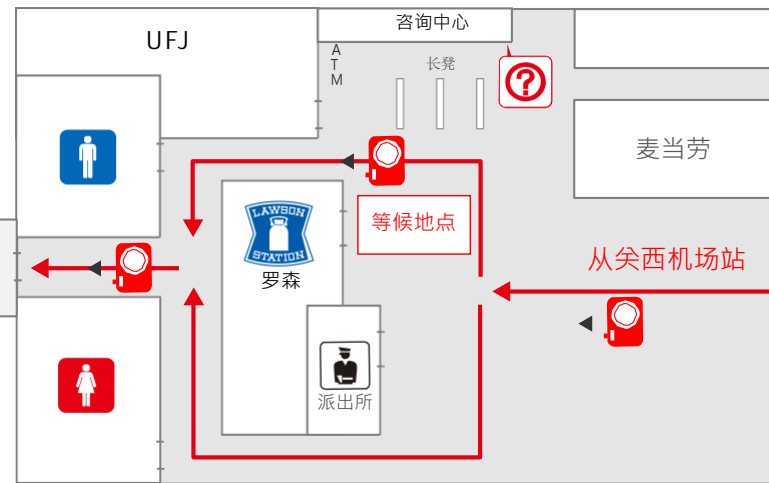 咨询中心
UFJ
ATM
长凳
?
麦当劳
等候地点
LAWSON
STATION
罗森
从关西机场站
派出所